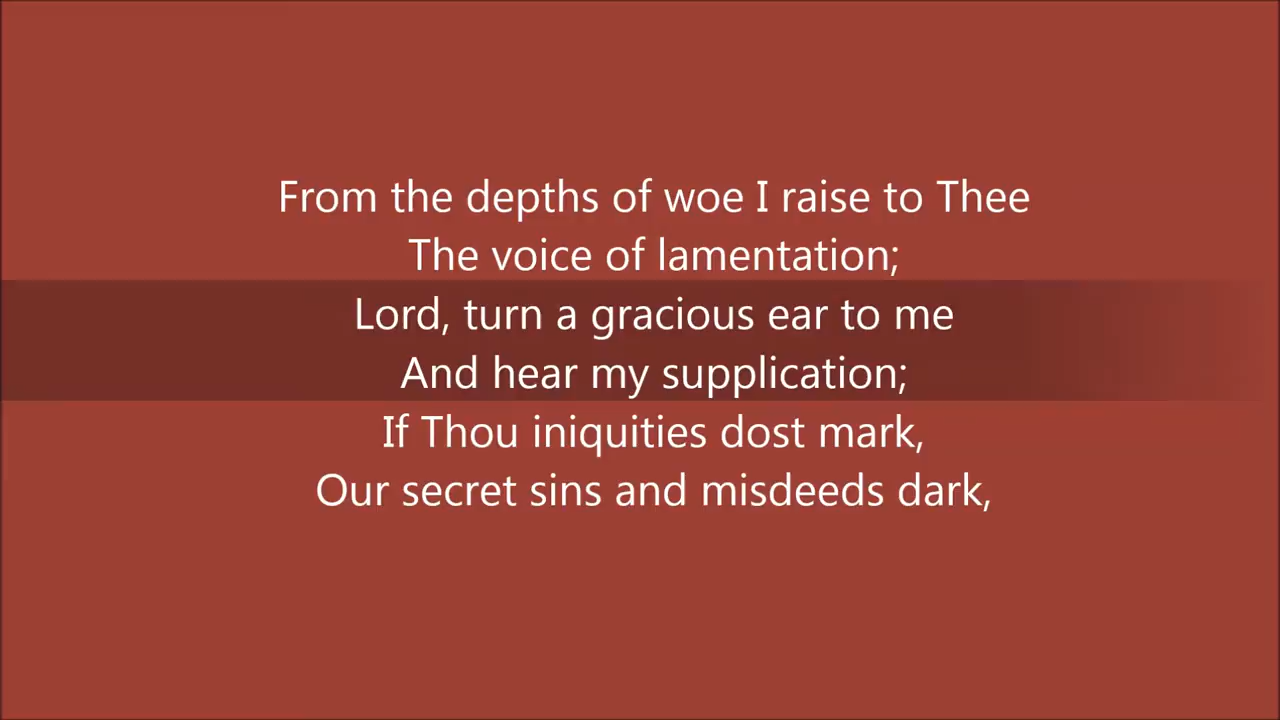 From the depths of woe I raise to Thee
The voice of lamentation;
Lord, turn a gracious ear to me
And hear my supplication;
If Thou iniquities dost mark,
Our secret sins and misdeeds dark,